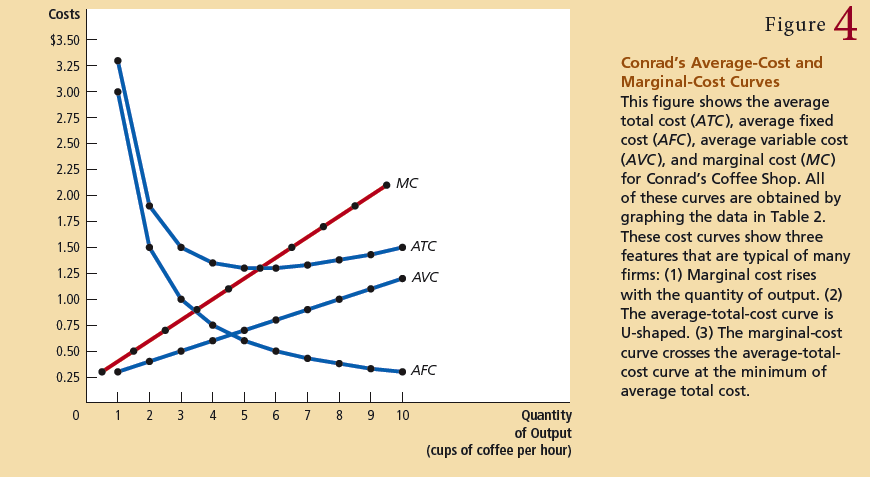 Costs
$3.50
3.25
3.00
2.75
2.50
2.25
2.00
1.75
1.50
1.25
1.00
0.75
0.50
0.25
MC
ATC
AVC
AFC
0 1 2 3 4 5 6 7 8 9 10
Quantity
of Output
(cups of coffee per hour)
Figure 4
Conrad's Average-Cost and
Marginal-Cost Curves
This figure shows the average
total cost (ATC), average fixed
cost (AFC), average variable cost
(AVC), and marginal cost (MC)
for Conrad's Coffee Shop. All
of these curves are obtained by
graphing the data in Table 2.
These cost curves show three
features that are typical of many
firms: (1) Marginal cost rises
with the quantity of output. (2)
The average-total-cost curve is
U-shaped. (3) The marginal-cost
curve crosses the average-total-
cost curve at the minimum of
average total cost.